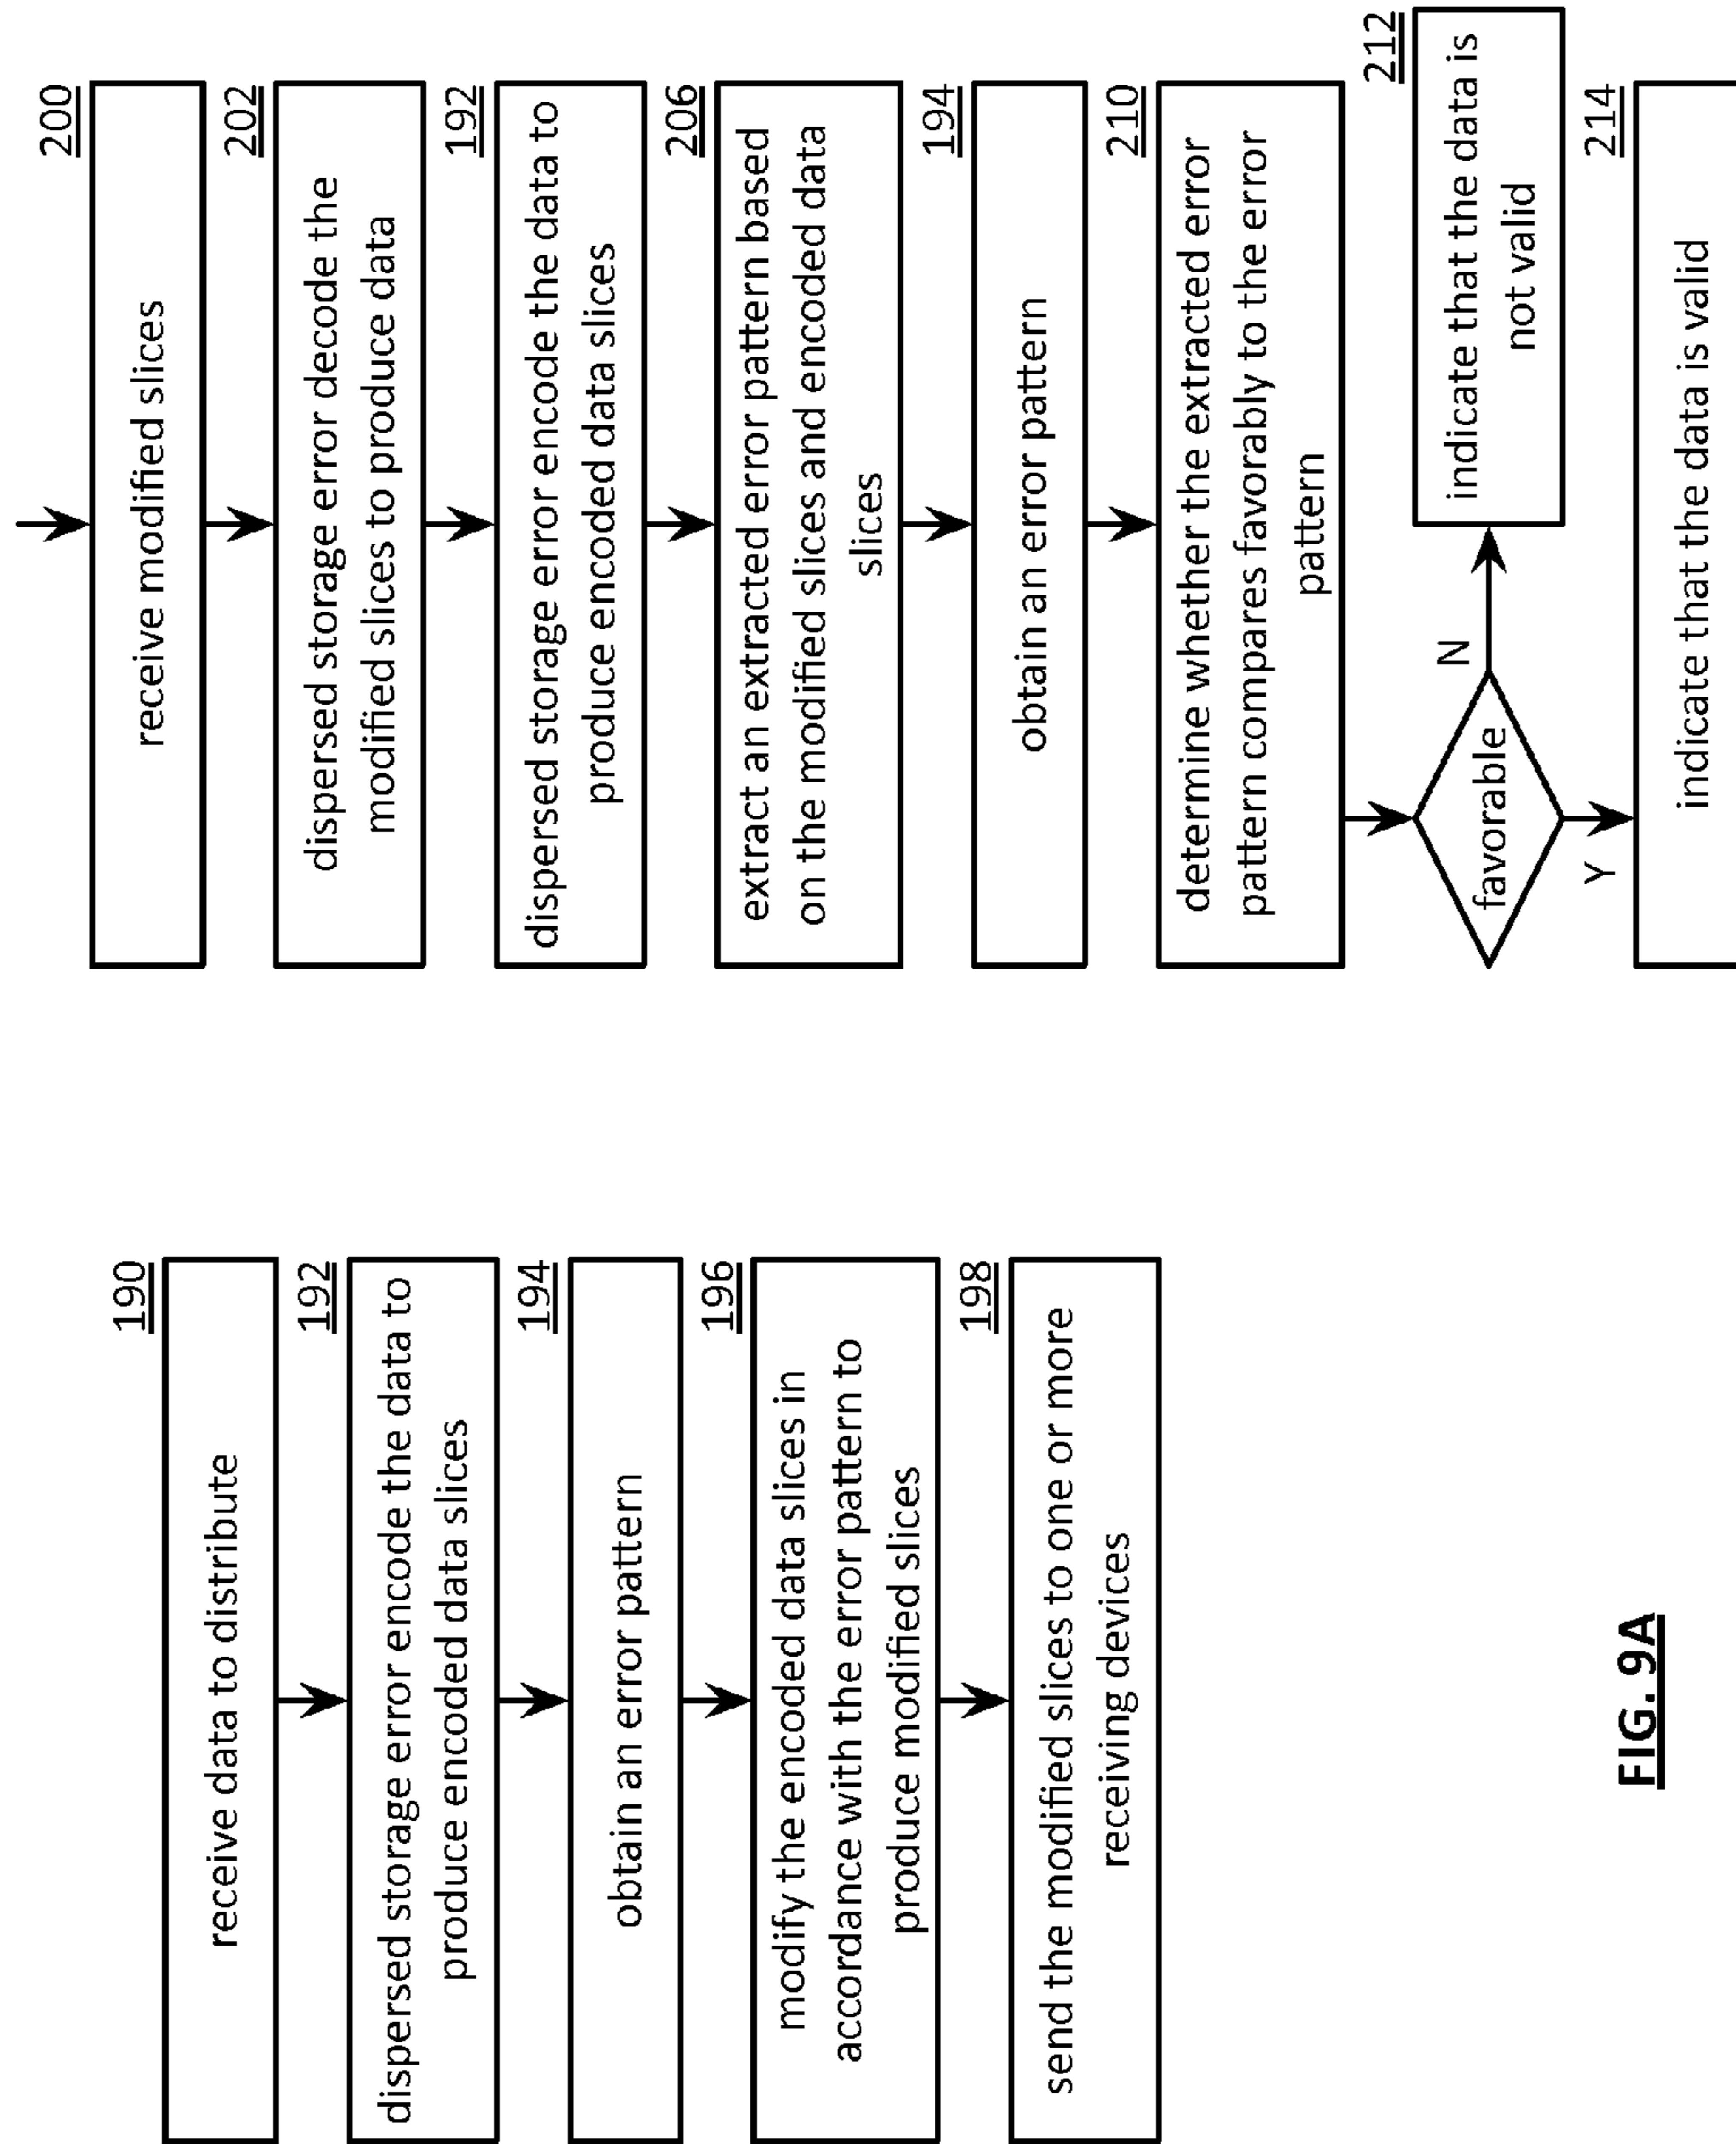 190
receive data to distribute
192
dispersed storage error encode the data to
produce encoded data slices
194
obtain an error pattern
196
modify the encoded data slices in
accordance with the error pattern to
produce modified slices
198
send the modified slices to one or more
receiving devices
FIG. 9A
200
receive modified slices
202
dispersed storage error decode the
modified slices to produce data
192
dispersed storage error encode the data to
produce encoded data slices
206
extract an extracted error pattern based
on the modified slices and encoded data
slices
194
obtain an error pattern
210
determine whether the extracted error
pattern compares favorably to the error
pattern
favorable
N
212
indicate that the data is
not valid
Y
214
indicate that the data is valid